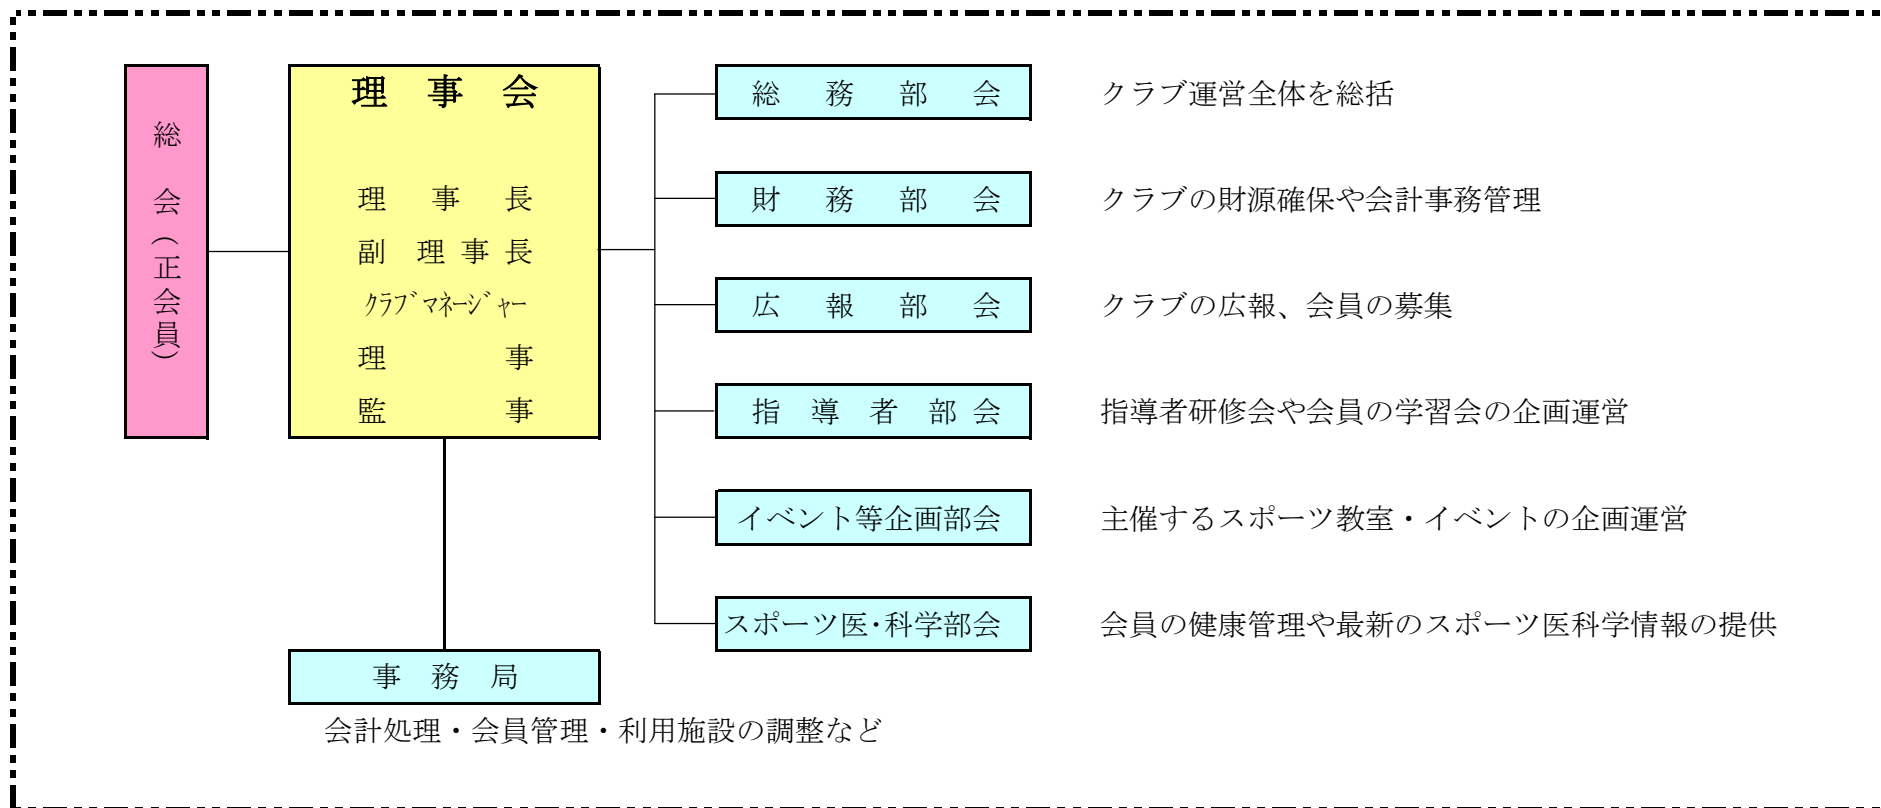 総会（正会員）
理事会
理事長
副理事長
ｸﾗﾌﾞﾏﾈｰｼﾞｬｰ
理事
監事
総務部会 クラブ運営全体を総括
財務部会 クラブの財源確保や会計事務管理
広報部会 クラブの広報、会員の募集
指導者部会 指導者研修会や会員の学習会の企画運営
イベント等企画部会 主催するスポーツ教室・イベントの企画運営
スポーツ医･科学部会 会員の健康管理や最新のスポーツ医科学情報の提供
事務局
会計処理・会員管理・利用施設の調整など